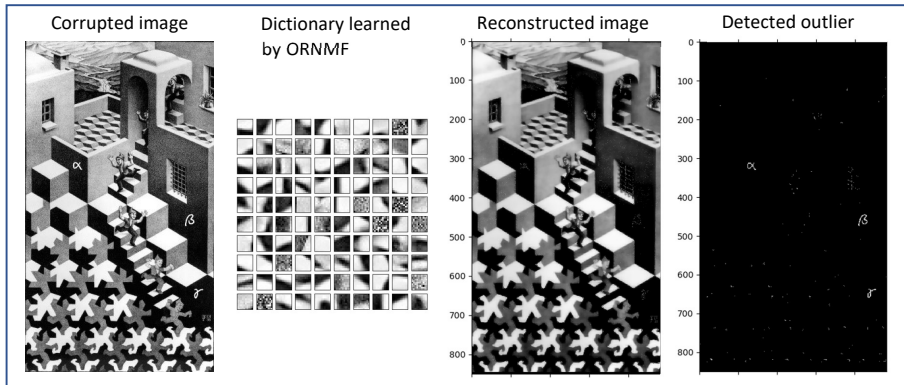 Corrupted image
Dictionary learned
by ORNMF
Reconstructed image
Detected outlier
α
β
γ
0
100
200
300
400
500
600
700
800
0
100
200
300
400
500
600
700
800
α
β
γ